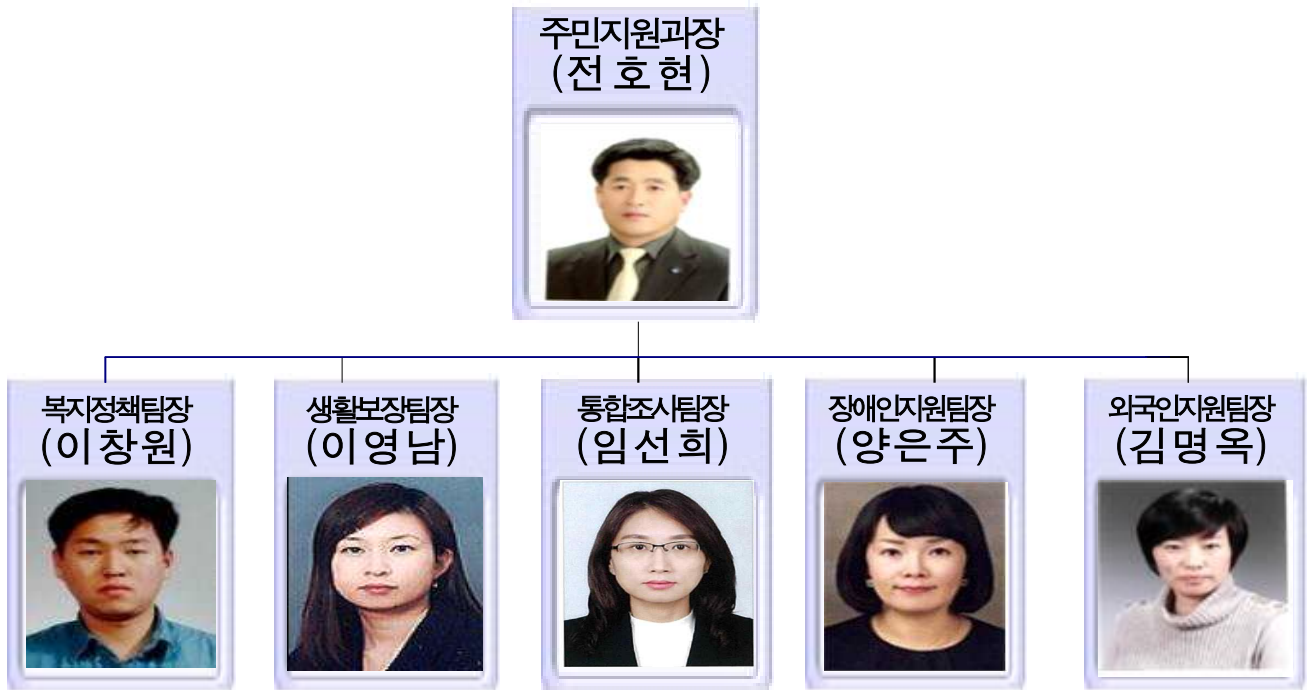 주민지원과장
(전호현)
복지정책팀장
(이창원)
생활보장팀장
(이영남)
통합조사팀장
(임선희)
장애인지원팀장
(양은주)
외국인지원팀장
(김명옥)